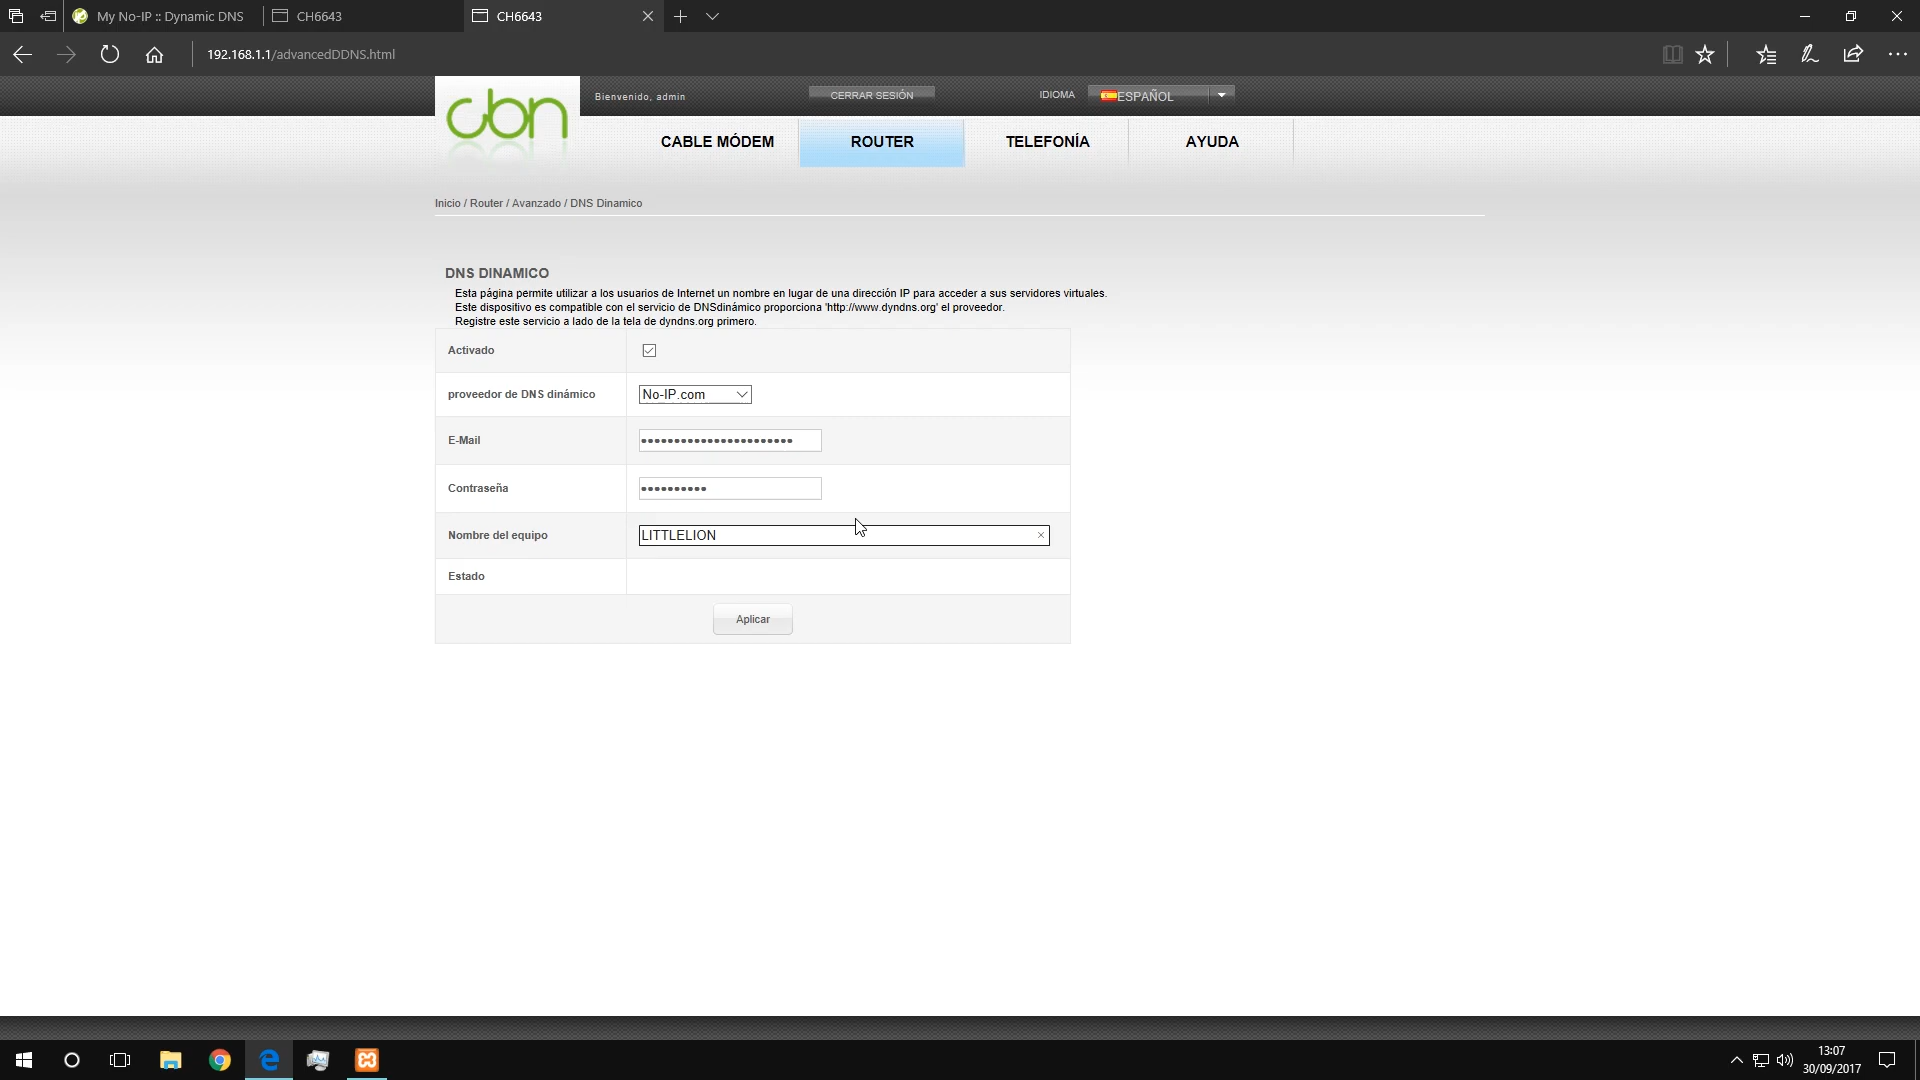 My No-IP :: Dynamic DNS
CH6643
CH6643
192.168.1.1/advancedDDNS.html
cbn
Bienvenido, admin
CERRAR SESIÓN
IDIOMA
ESPAÑOL
CABLE MÓDEM
ROUTER
TELEFONÍA
AYUDA
Inicio / Router / Avanzado / DNS Dinamico
DNS DINAMICO
Esta página permite utilizar a los usuarios de Internet un nombre en lugar de una dirección IP para acceder a sus servidores virtuales.
Este dispositivo es compatible con el servicio de DNSdinámico proporciona 'http://www.dyndns.org' el proveedor.
Registre este servicio a lado de la tela de dyndns.org primero.
Activado
proveedor de DNS dinámico
No-IP.com
E-Mail
•••••••••••••••••••••••
Contraseña
••••••••••
Nombre del equipo
LITTLELION
Estado
Aplicar
13:07
30/09/2017